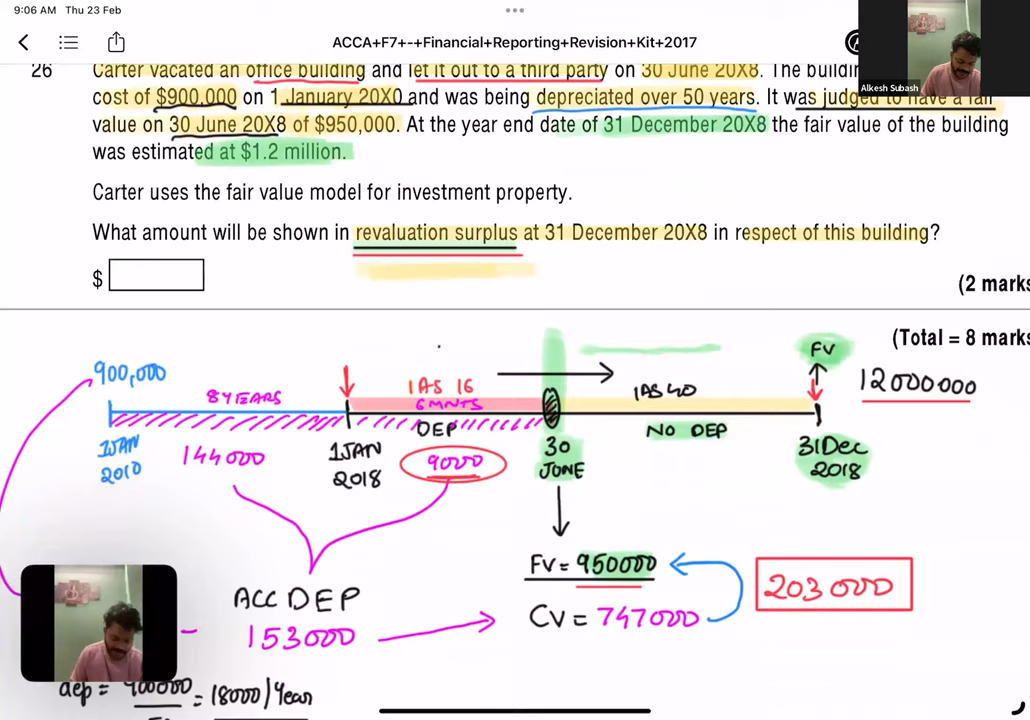 9:06 AM Thu 23 Feb
ACCA+F7+-+Financial+Reporting+Revision+Kit+2017
Alkesh Subash
26 Carter vacated an office building and let it out to a third party on 30 June 20X8. The
cost of $900,000 on 1 January 20X0 and was being depreciated over 50 years. It was judged to have a fair
value on 30 June 20X8 of $950,000. At the year end date of 31 December 20X8 the fair value of the building
was estimated at $1.2 million.
Carter uses the fair value model for investment property.
What amount will be shown in revaluation surplus at 31 December 20X8 in respect of this building?
$
(2 marks
(Total = 8 marks
900,000
8 YEARS
IAS 16
6 MNTS
DEP
IAS 40
NO DEP
FV
12000000
1JAN
2010
144000
1JAN
2018
9000
30
JUNE
31Dec
2018
FV = 950000
CV = 747000
203000
ACC DEP
- 153000
dep = 900000 = 18000/Year